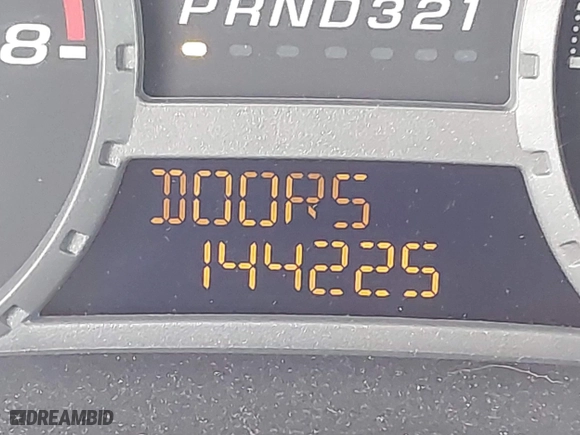 8
PRND321
DOORS
144225
DREAMBID